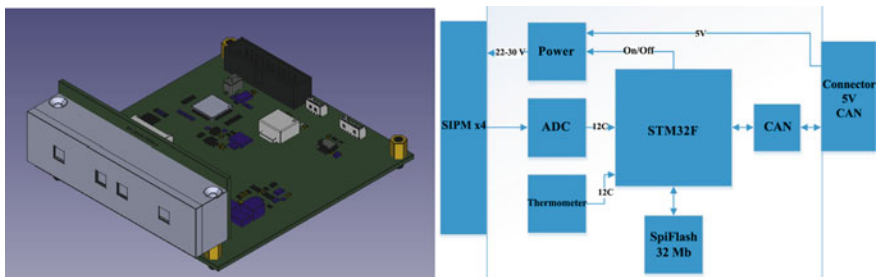 22-30 V
Power
5V
On/Off
Connector
5V
CAN
SIPM x4
ADC
12C
STM32F
CAN
Thermometer
12C
SpiFlash
32 Mb